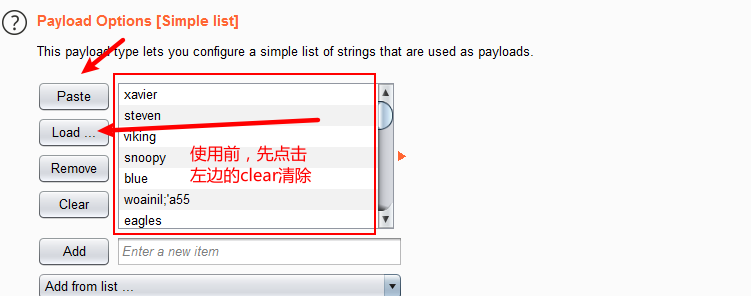 Payload Options [Simple list]
This payload type lets you configure a simple list of strings that are used as payloads.
Paste
Load ...
Remove
Clear
xavier
steven
viking
snoopy
blue
woainil;'a55
eagles
使用前，先点击
左边的clear清除
Add
Enter a new item
Add from list ...